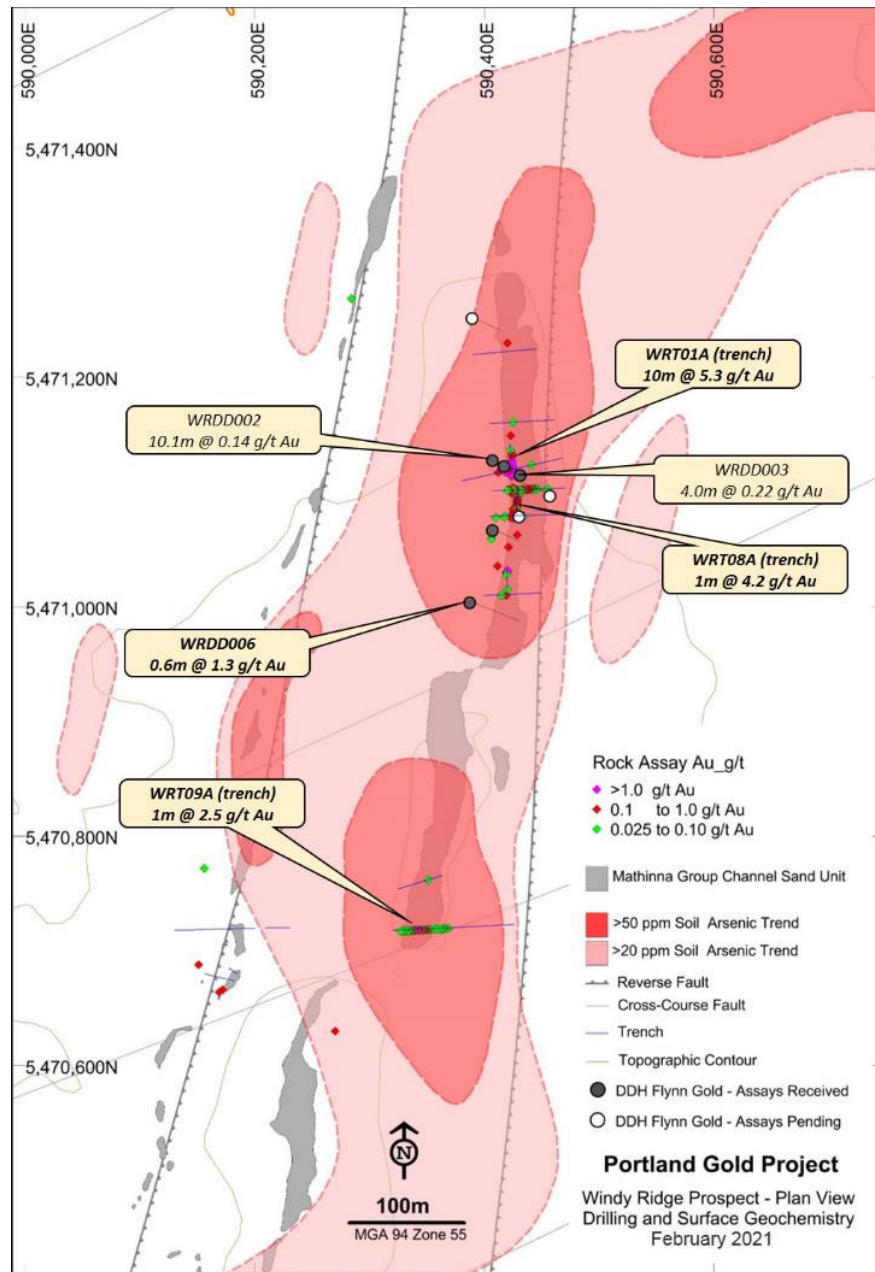 590,000E
590,200E
590,400E
590,600E
5,471,400N
5,471,200N
WRT01A (trench)
10m @ 5.3 g/t Au
WRDD002
10.1m @ 0.14 g/t Au
WRDD003
4.0m @ 0.22 g/t Au
WRT08A (trench)
1m @ 4.2 g/t Au
5,471,000N
WRDD006
0.6m @ 1.3 g/t Au
WRT09A (trench)
1m @ 2.5 g/t Au
5,470,800N
5,470,600N
Rock Assay Au_g/t
>1.0 g/t Au
0.1 to 1.0 g/t Au
0.025 to 0.10 g/t Au
Mathinna Group Channel Sand Unit
>50 ppm Soil Arsenic Trend
>20 ppm Soil Arsenic Trend
Reverse Fault
Cross-Course Fault
Trench
Topographic Contour
DDH Flynn Gold - Assays Received
DDH Flynn Gold - Assays Pending
N
100m
MGA 94 Zone 55
Portland Gold Project
Windy Ridge Prospect - Plan View
Drilling and Surface Geochemistry
February 2021